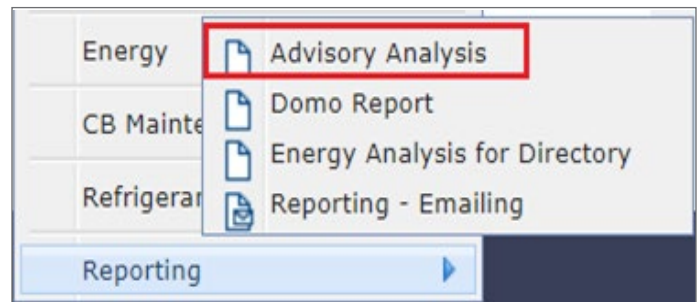 Energy
CB Mainte
Refrigerar
Reporting
Advisory Analysis
Domo Report
Energy Analysis for Directory
Reporting - Emailing